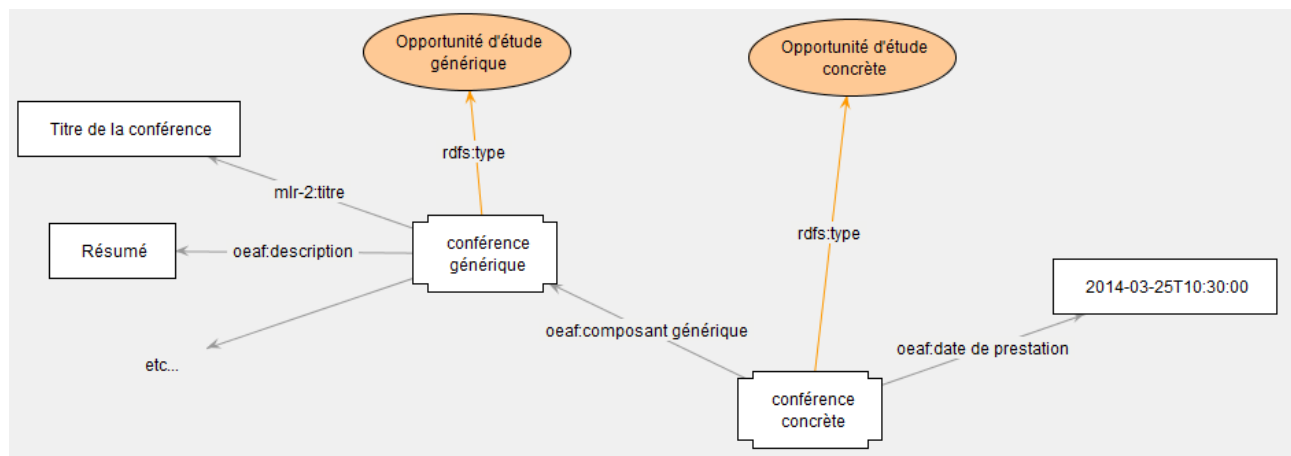 Opportunité d'étude
générique
Opportunité d'étude
concrète
Titre de la conférence
rdfs:type
mlr-2:titre
Résumé
oeaf:description
conférence
générique
rdfs:type
2014-03-25T10:30:00
oeaf:composant générique
oeaf:date de prestation
etc...
conférence
concrète